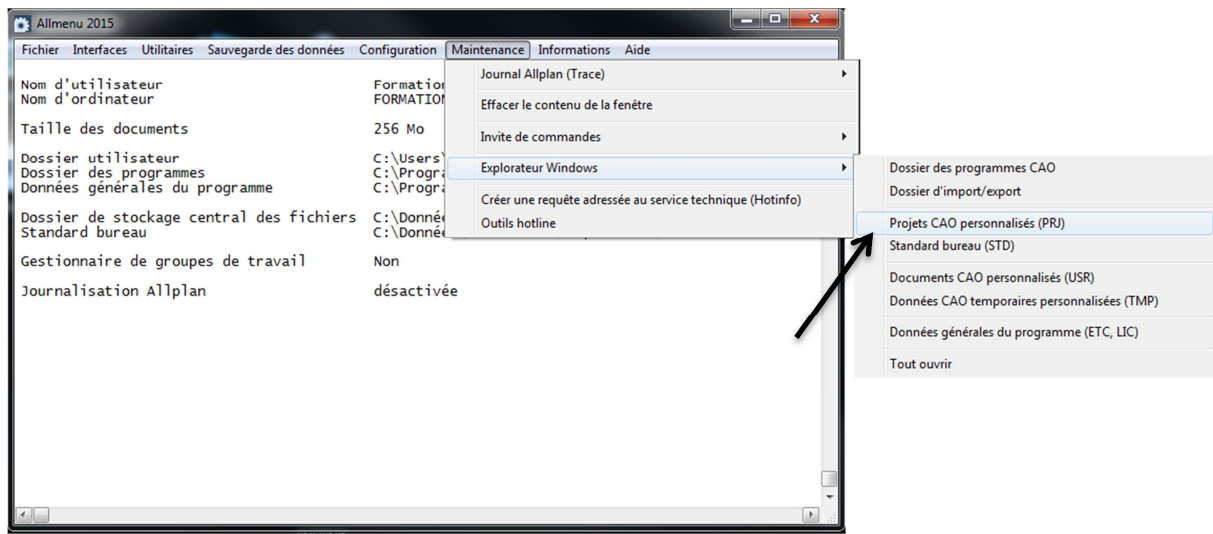 Allmenu 2015
Fichier Interfaces Utilitaires Sauvegarde des données Configuration Maintenance Informations Aide
Nom d'utilisateur Formation
Nom d'ordinateur FORMATION
Taille des documents 256 Mo
Dossier utilisateur C:\Users\
Dossier des programmes C:\Progra
Données générales du programme C:\Progra
Dossier de stockage central des fichiers C:\Donné
Standard bureau C:\Donné
Gestionnaire de groupes de travail Non
Journalisation Allplan désactivée
Journal Allplan (Trace)
Effacer le contenu de la fenêtre
Invite de commandes
Explorateur Windows
Créer une requête adressée au service technique (Hotinfo)
Outils hotline
Dossier des programmes CAO
Dossier d'import/export
Projets CAO personnalisés (PRJ)
Standard bureau (STD)
Documents CAO personnalisés (USR)
Données CAO temporaires personnalisées (TMP)
Données générales du programme (ETC, LIC)
Tout ouvrir